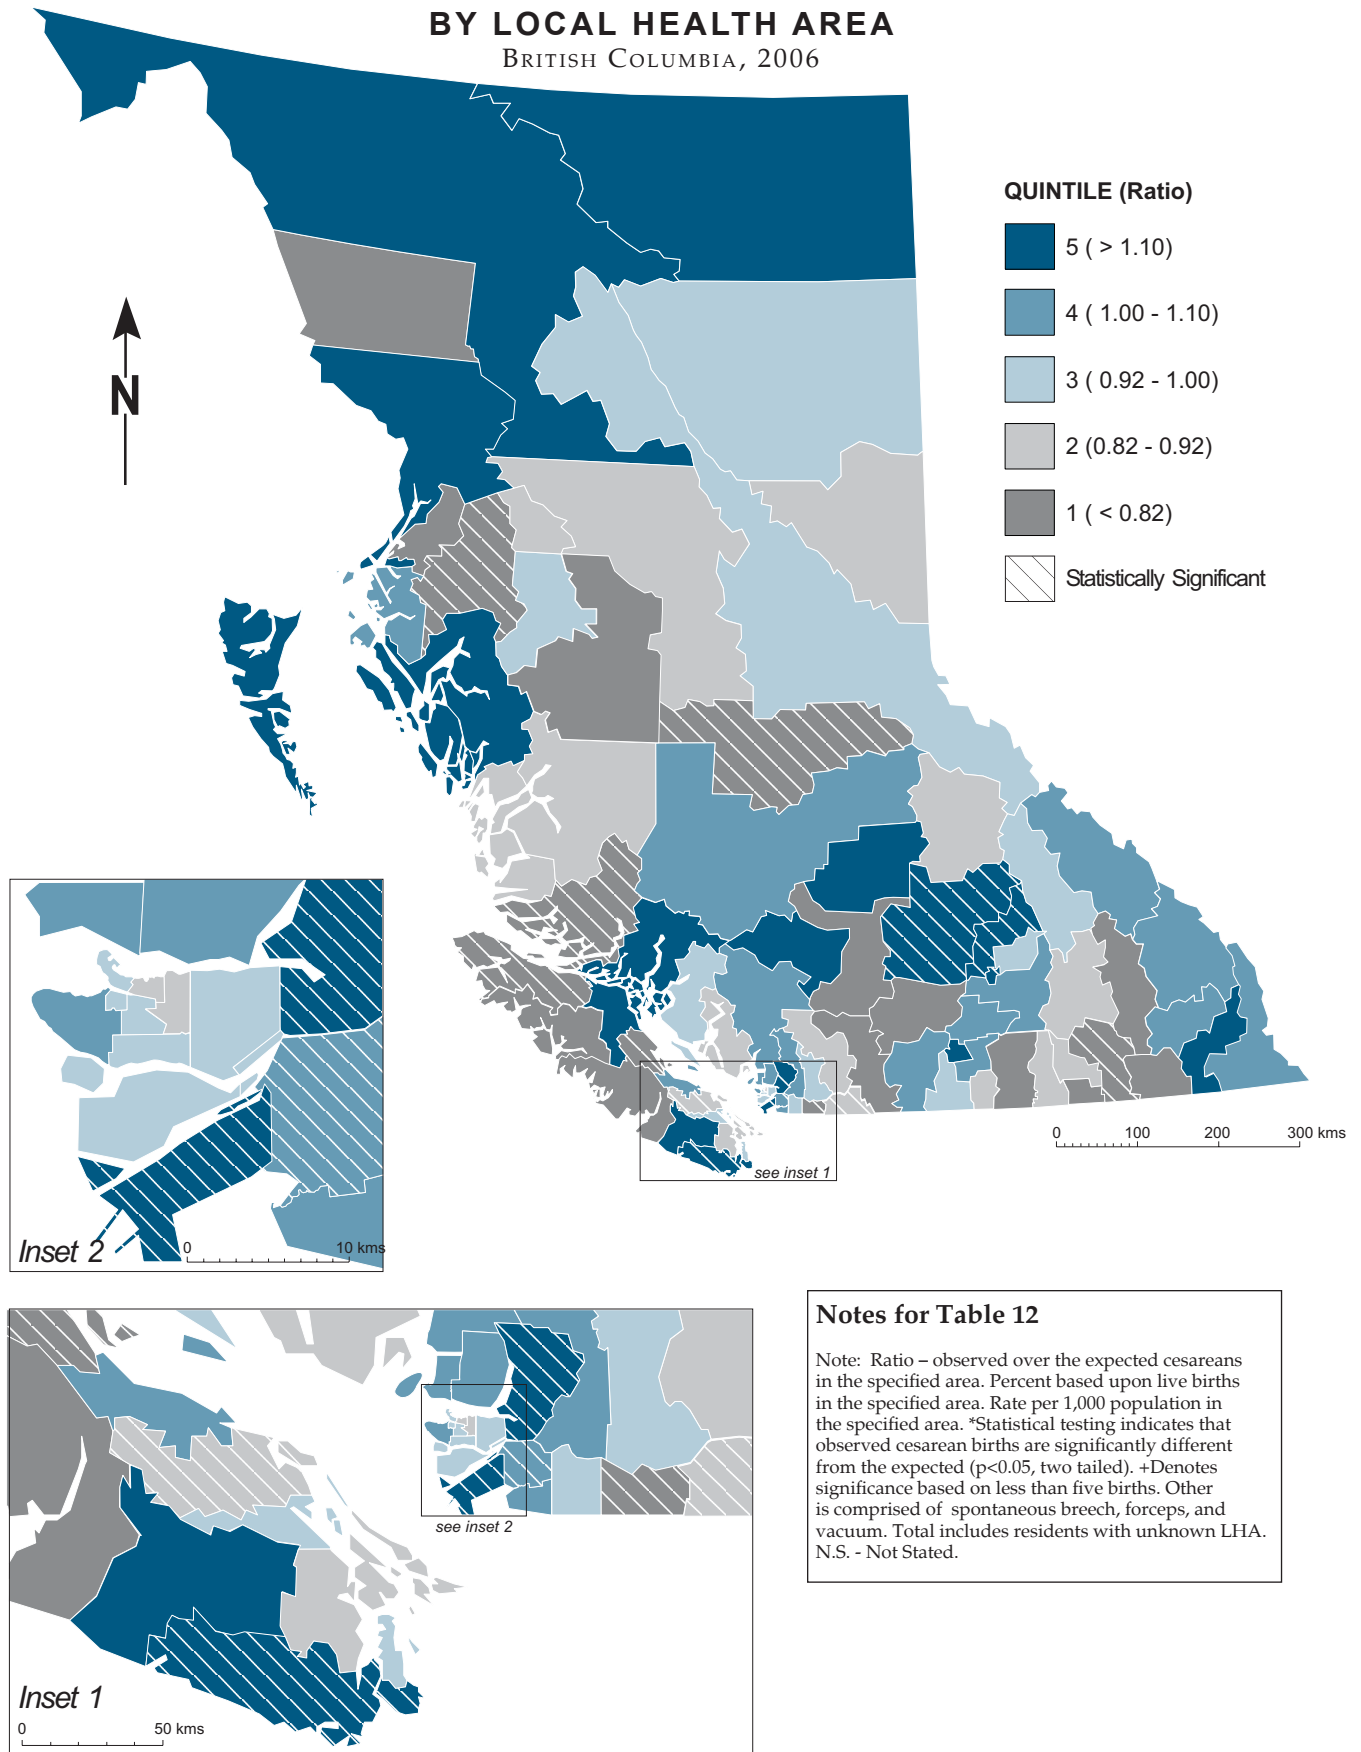 BY LOCAL HEALTH AREA
BRITISH COLUMBIA, 2006
QUINTILE (Ratio)
5 ( > 1.10)
4 ( 1.00 - 1.10)
3 ( 0.92 - 1.00)
2 (0.82 - 0.92)
1 ( < 0.82)
Statistically Significant
N
0 100 200 300 kms
see inset 1
Inset 2
0 10 kms
see inset 2
Inset 1
0 50 kms
Notes for Table 12
Note: Ratio – observed over the expected cesareans
in the specified area. Percent based upon live births
in the specified area. Rate per 1,000 population in
the specified area. *Statistical testing indicates that
observed cesarean births are significantly different
from the expected (p<0.05, two tailed). +Denotes
significance based on less than five births. Other
is comprised of spontaneous breech, forceps, and
vacuum. Total includes residents with unknown LHA.
N.S. - Not Stated.